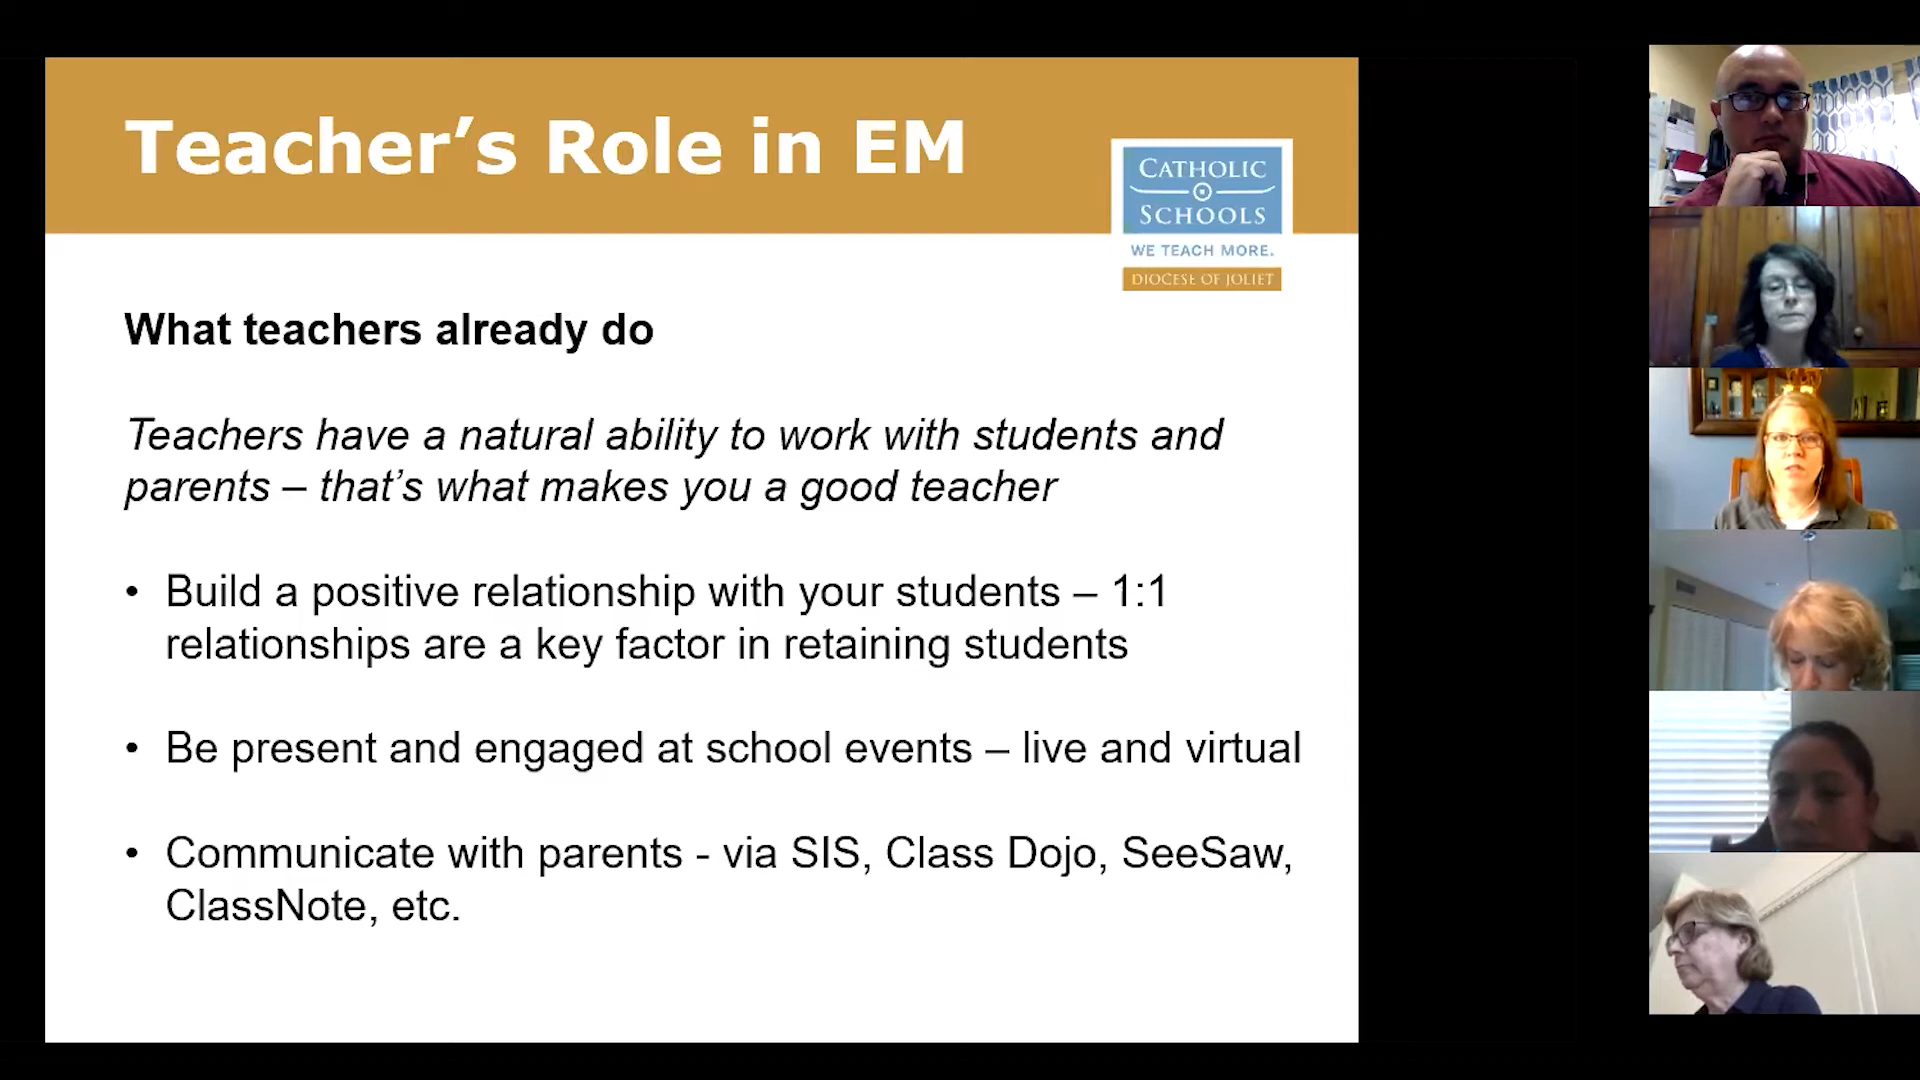 Teacher’s Role in EM
CATHOLIC
SCHOOLS
WE TEACH MORE.
DIOCESE OF JOLIET
What teachers already do
Teachers have a natural ability to work with students and
parents – that’s what makes you a good teacher
• Build a positive relationship with your students – 1:1
relationships are a key factor in retaining students
• Be present and engaged at school events – live and virtual
• Communicate with parents - via SIS, Class Dojo, SeeSaw,
ClassNote, etc.